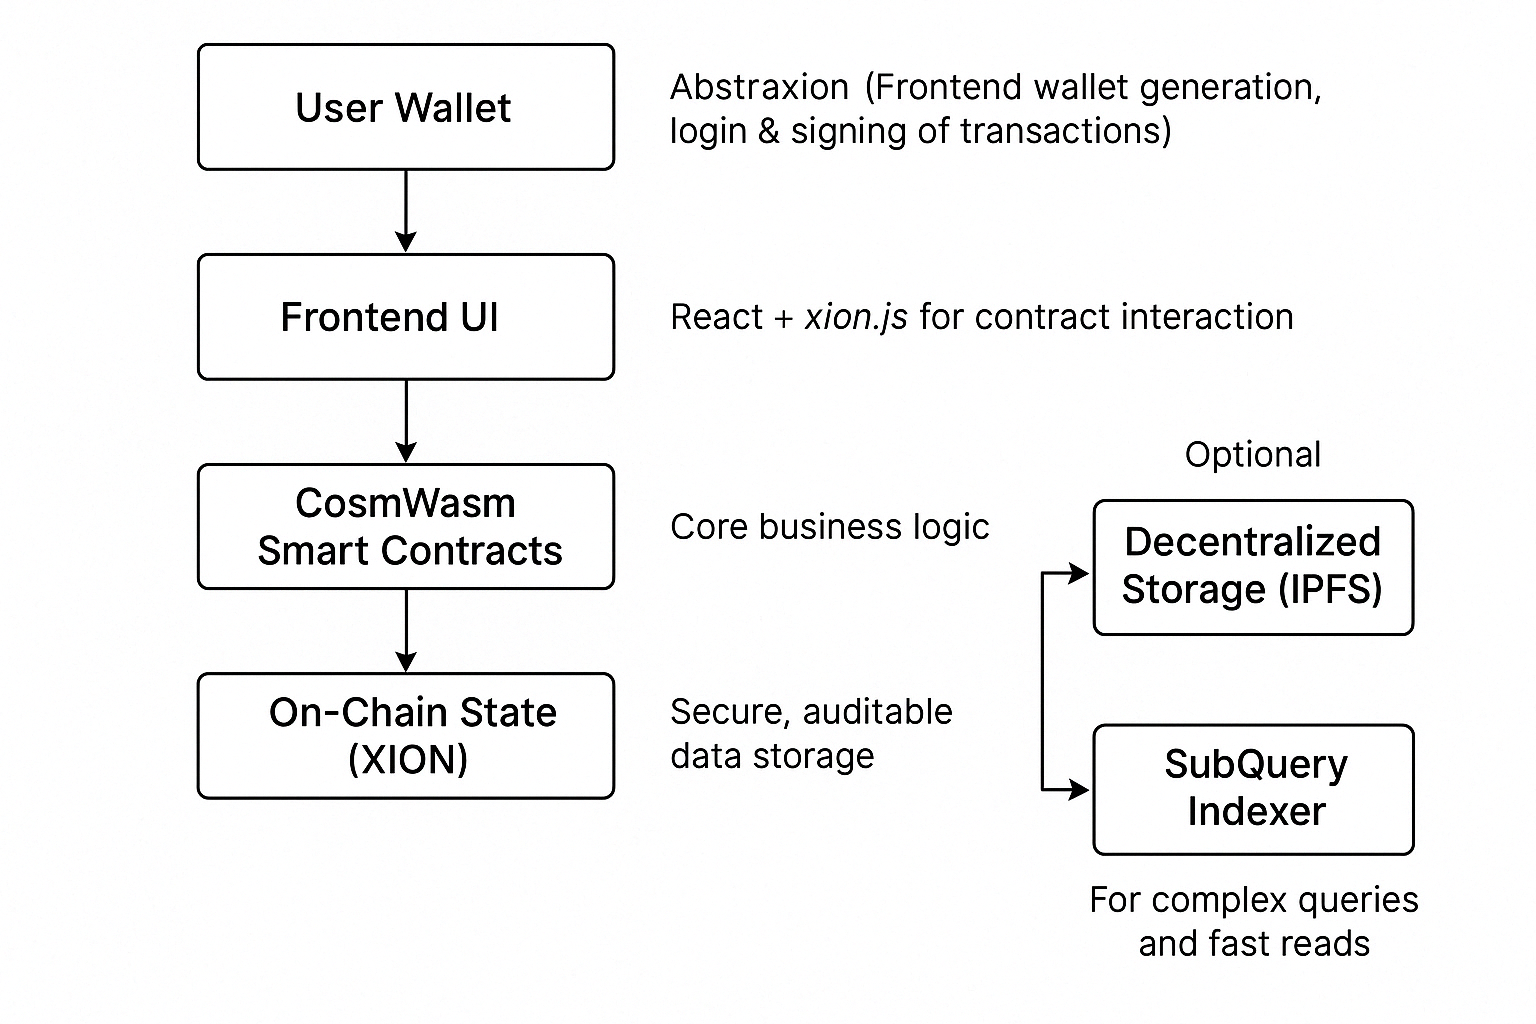 User Wallet
Abstraxion (Frontend wallet generation,
login & signing of transactions)
Frontend UI
React + xion.js for contract interaction
CosmWasm
Smart Contracts
Core business logic
On-Chain State
(XION)
Secure, auditable
data storage
Optional
Decentralized
Storage (IPFS)
SubQuery
Indexer
For complex queries
and fast reads